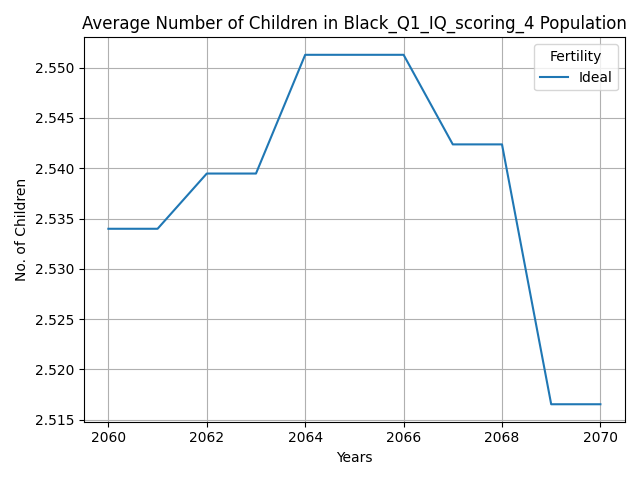 Average Number of Children in Black_Q1_IQ_scoring_4 Population
Fertility
Ideal
2.550
2.545
2.540
2.535
2.530
2.525
2.520
2.515
No. of Children
2060 2062 2064 2066 2068 2070
Years